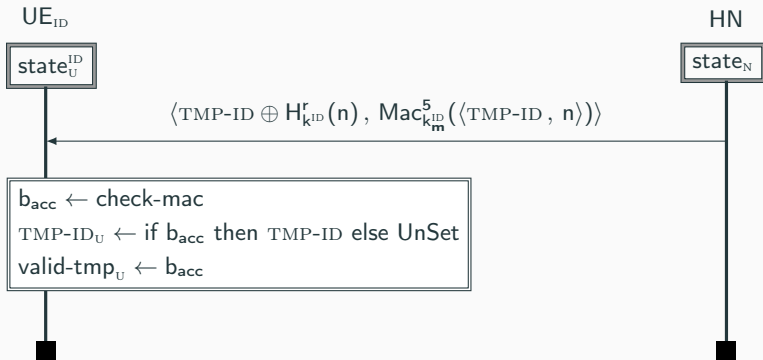 UE_ID HN
state_U^ID state_N
⟨TMP-ID ⊕ H^r_{k^ID}(n) , Mac^5_{k_m^ID}(⟨TMP-ID , n⟩)⟩
b_acc ← check-mac
TMP-ID_U ← if b_acc then TMP-ID else UnSet
valid-tmp_U ← b_acc